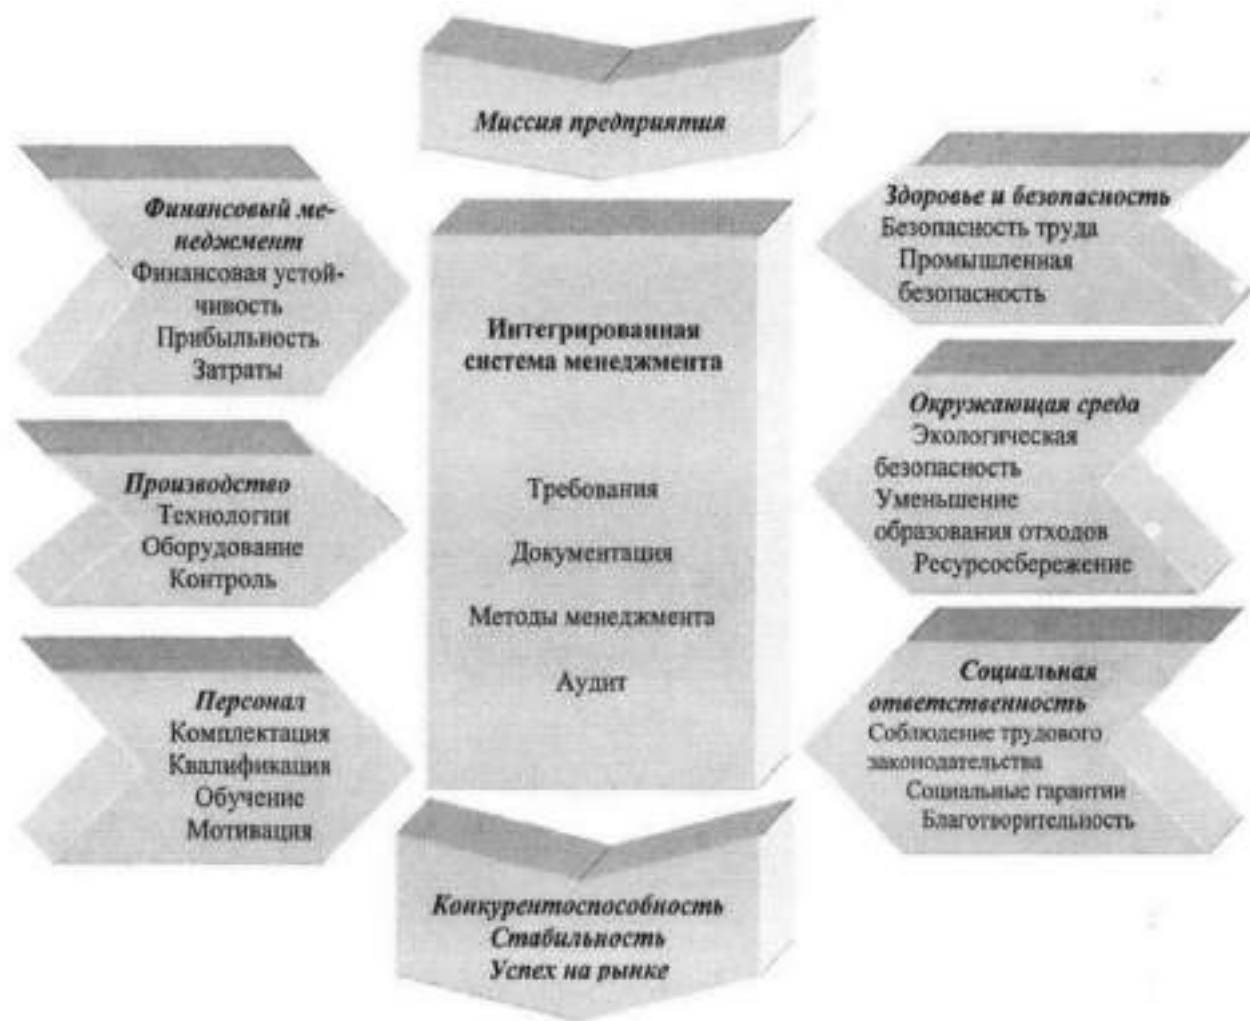 Миссия предприятия
Финансовый ме-
неджмент
Финансовая устой-
чивость
Прибыльность
Затраты
Производство
Технологии
Оборудование
Контроль
Персонал
Комплектация
Квалификация
Обучение
Мотивация
Интегрированная
система менеджмента
Требования
Документация
Методы менеджмента
Аудит
Здоровье и безопасность
Безопасность труда
Промышленная
безопасность
Окружающая среда
Экологическая
безопасность
Уменьшение
образования отходов
Ресурсосбережение
Социальная
ответственность
Соблюдение трудового
законодательства
Социальные гарантии
Благотворительность
Конкурентоспособность
Стабильность
Успех на рынке